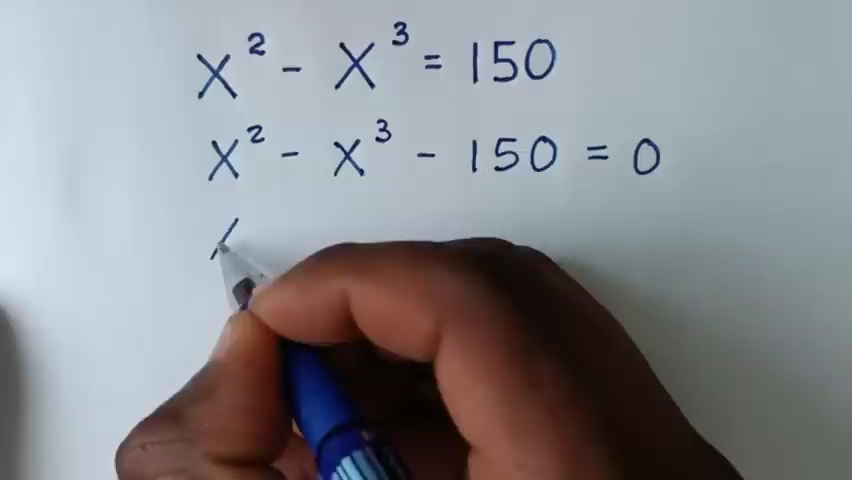 x² - x³ = 150
x² - x³ - 150 = 0